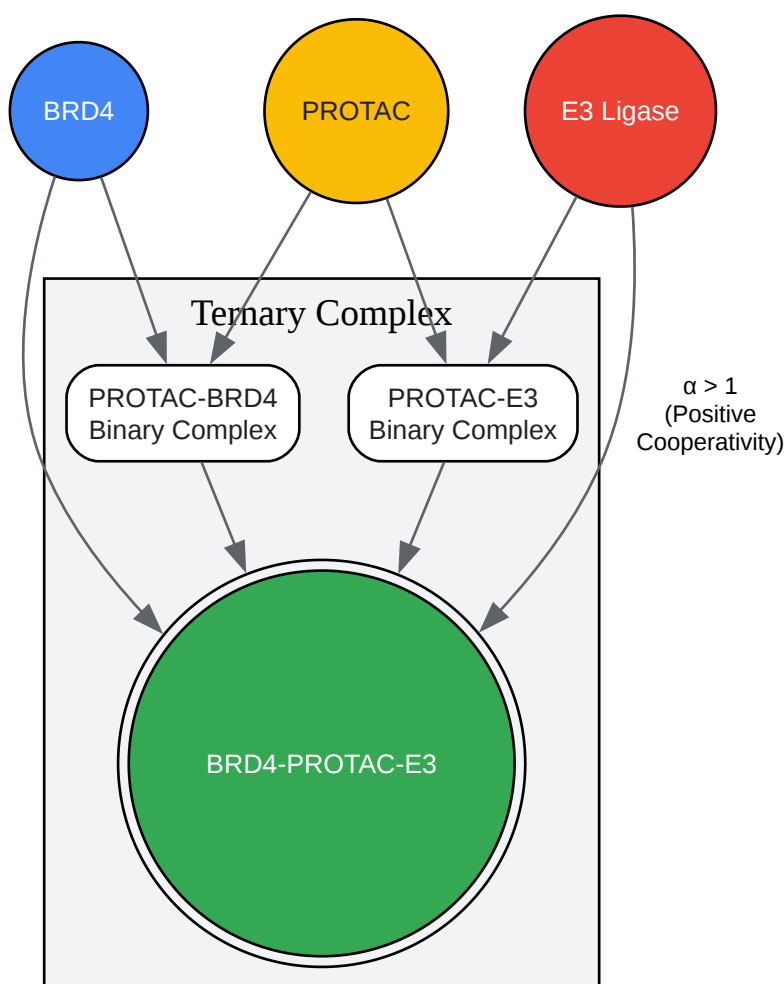 BRD4
PROTAC
E3 Ligase
Ternary Complex
PROTAC-BRD4
Binary Complex
PROTAC-E3
Binary Complex
α > 1
(Positive
Cooperativity)
BRD4-PROTAC-E3